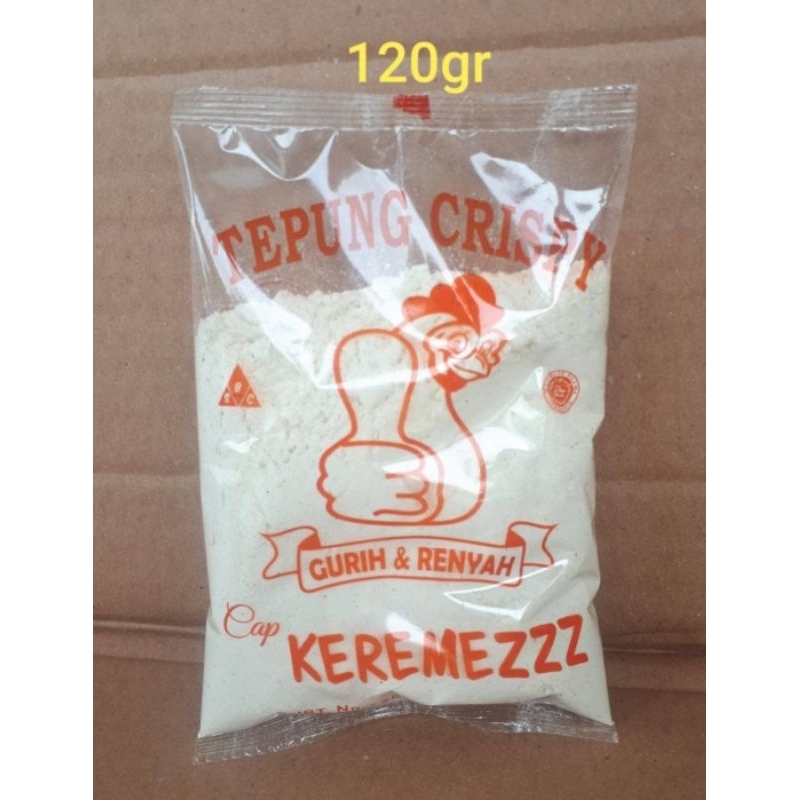 120gr
TEPUNG CRISPY
GURIH & RENYAH
Cap
KEREMEZZZ